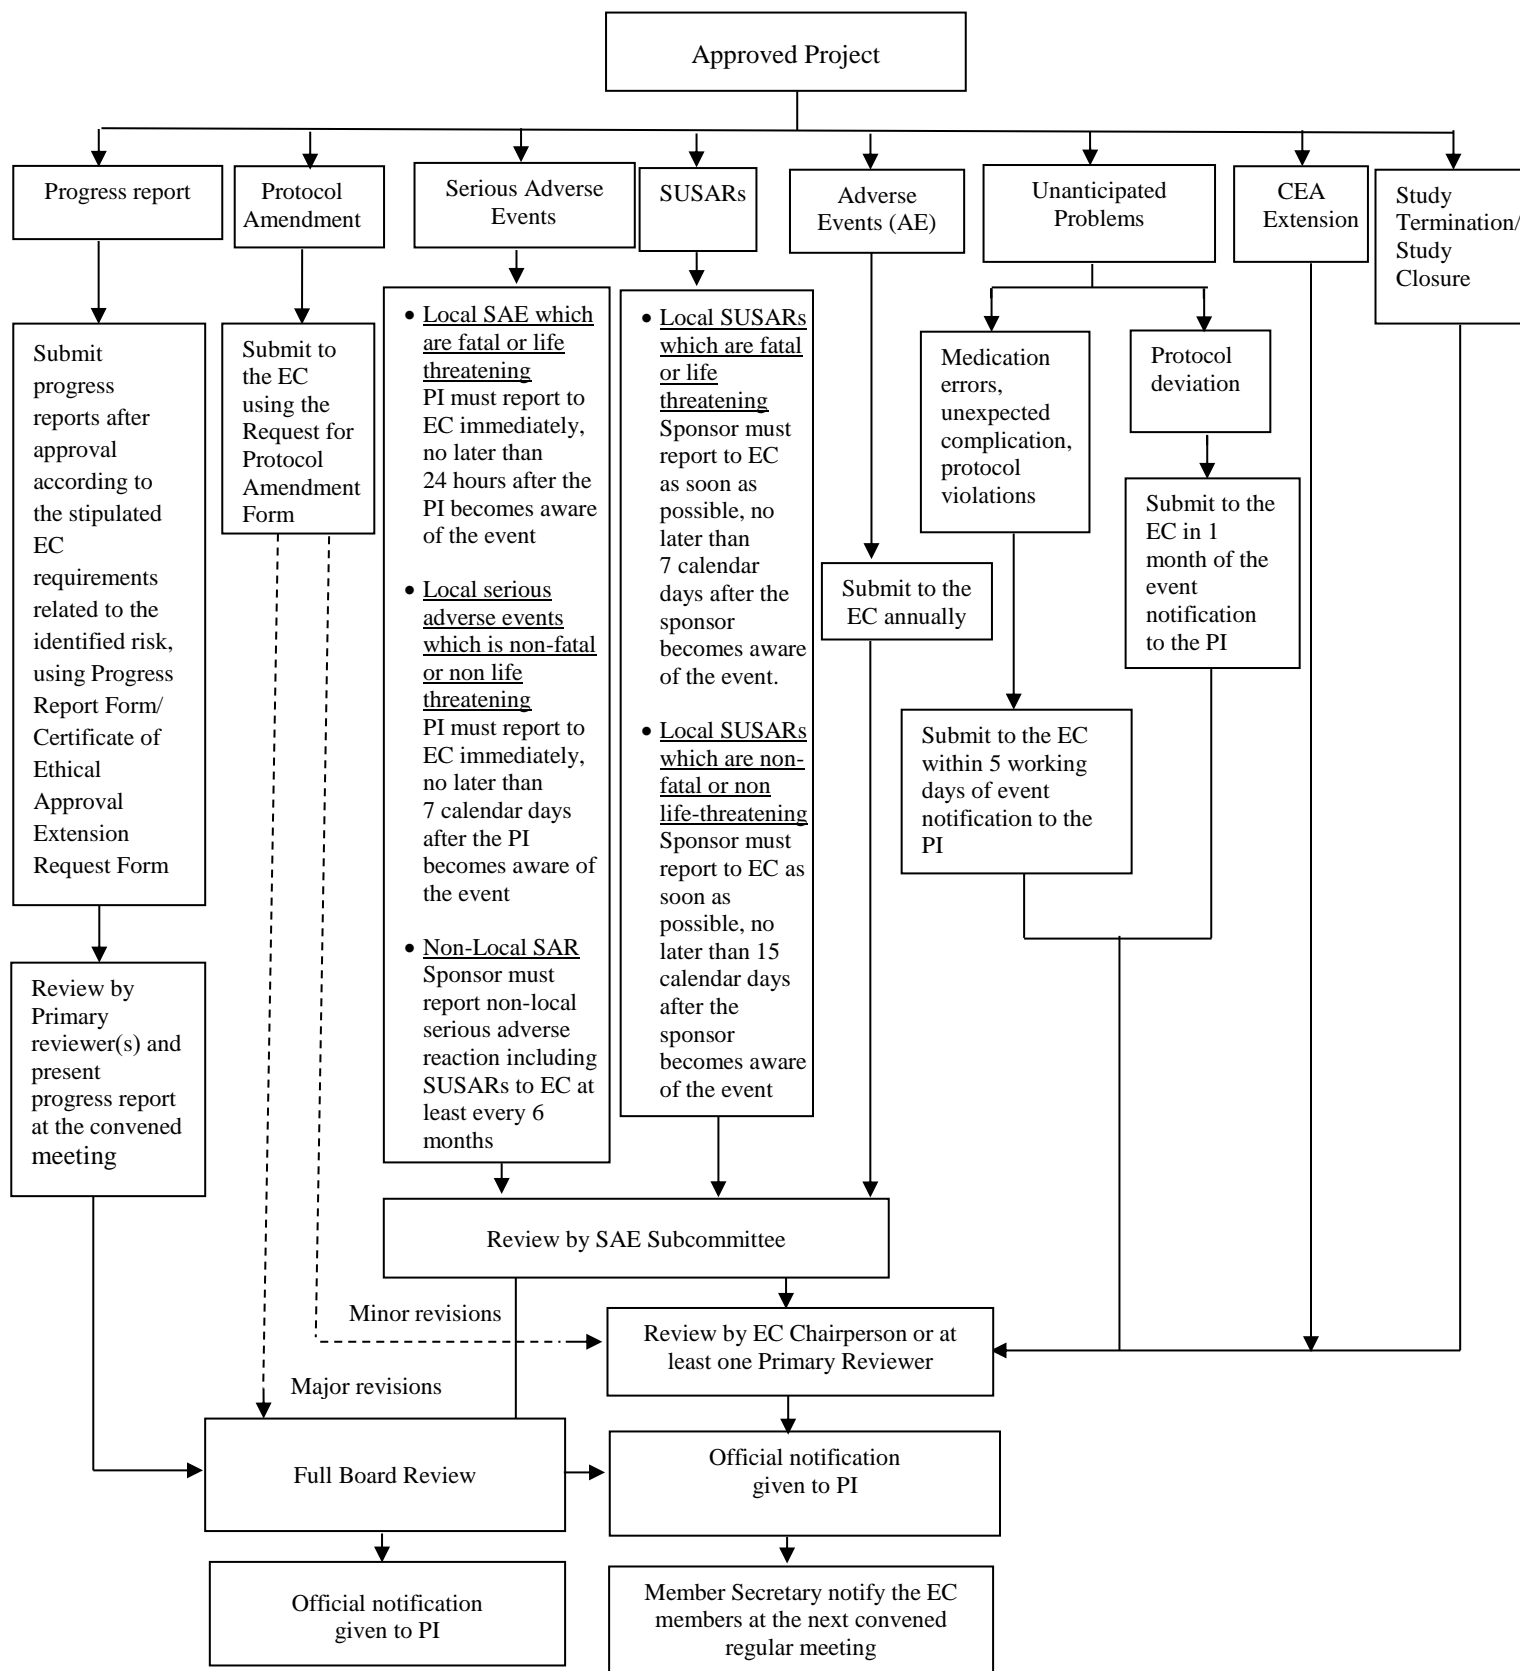 Approved Project
Progress report
Protocol
Amendment
Serious Adverse
Events
SUSARs
Adverse
Events (AE)
Unanticipated
Problems
CEA
Extension
Study
Termination/
Study
Closure
Submit
progress
reports after
approval
according to
the stipulated
EC
requirements
related to the
identified risk,
using Progress
Report Form/
Certificate of
Ethical
Approval
Extension
Request Form
Submit to
the EC
using the
Request for
Protocol
Amendment
Form
• Local SAE which
are fatal or life
threatening
PI must report to
EC immediately,
no later than
24 hours after the
PI becomes aware
of the event
• Local serious
adverse events
which is non-fatal
or non life
threatening
PI must report to
EC immediately,
no later than
7 calendar days
after the PI
becomes aware of
the event
• Non-Local SAR
Sponsor must
report non-local
serious adverse
reaction including
SUSARs to EC at
least every 6
months
• Local SUSARs
which are fatal
or life
threatening
Sponsor must
report to EC
as soon as
possible, no
later than
7 calendar
days after the
sponsor
becomes aware
of the event.
• Local SUSARs
which are non-
fatal or non
life-threatening
Sponsor must
report to EC as
soon as
possible, no
later than 15
calendar days
after the
sponsor
becomes aware
of the event
Submit to the
EC annually
Medication
errors,
unexpected
complication,
protocol
violations
Protocol
deviation
Submit to the
EC in 1
month of the
event
notification
to the PI
Submit to the EC
within 5 working
days of event
notification to the
PI
Review by
Primary
reviewer(s) and
present
progress report
at the convened
meeting
Review by SAE Subcommittee
Minor revisions
Review by EC Chairperson or at
least one Primary Reviewer
Major revisions
Full Board Review
Official notification
given to PI
Official notification
given to PI
Member Secretary notify the EC
members at the next convened
regular meeting